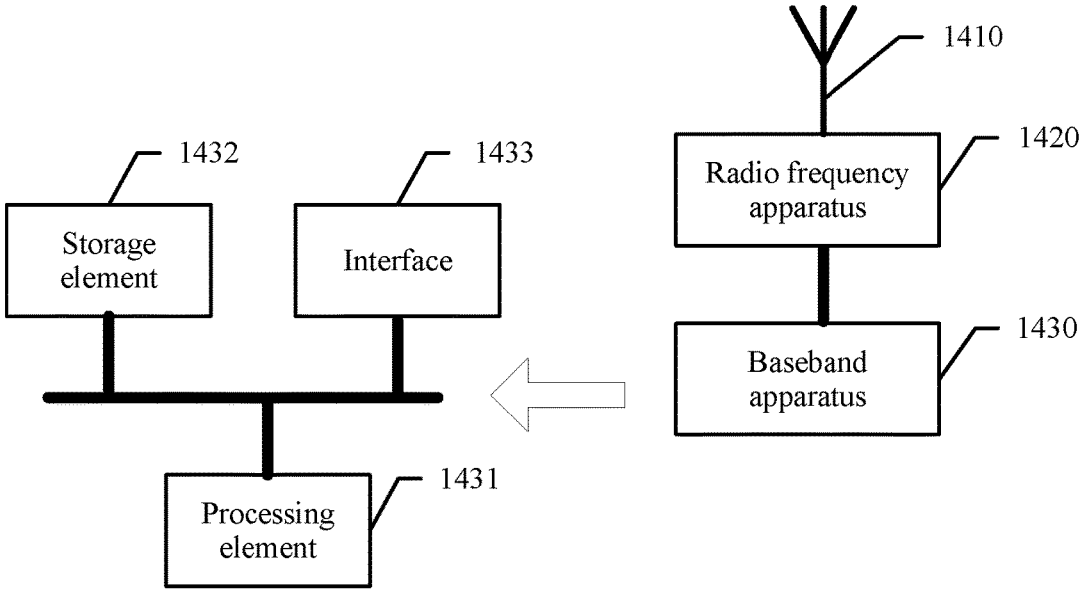 1410
1420
Radio frequency
apparatus
1432
1433
Storage
element
Interface
1430
Baseband
apparatus
1431
Processing
element